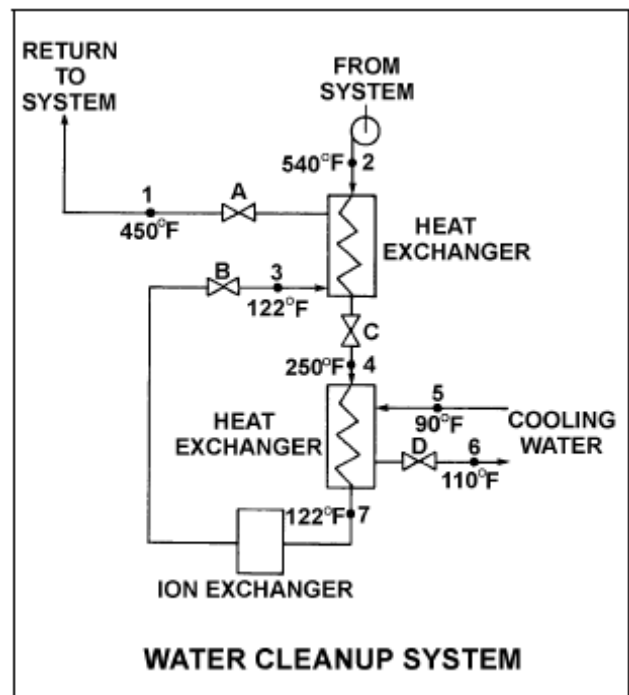 RETURN
TO
SYSTEM
FROM
SYSTEM
540°F 2
1
A
450°F
HEAT
EXCHANGER
B
3
122°F
C
250°F 4
HEAT
EXCHANGER
5
90°F
COOLING
WATER
D
6
110°F
122°F 7
ION EXCHANGER
WATER CLEANUP SYSTEM